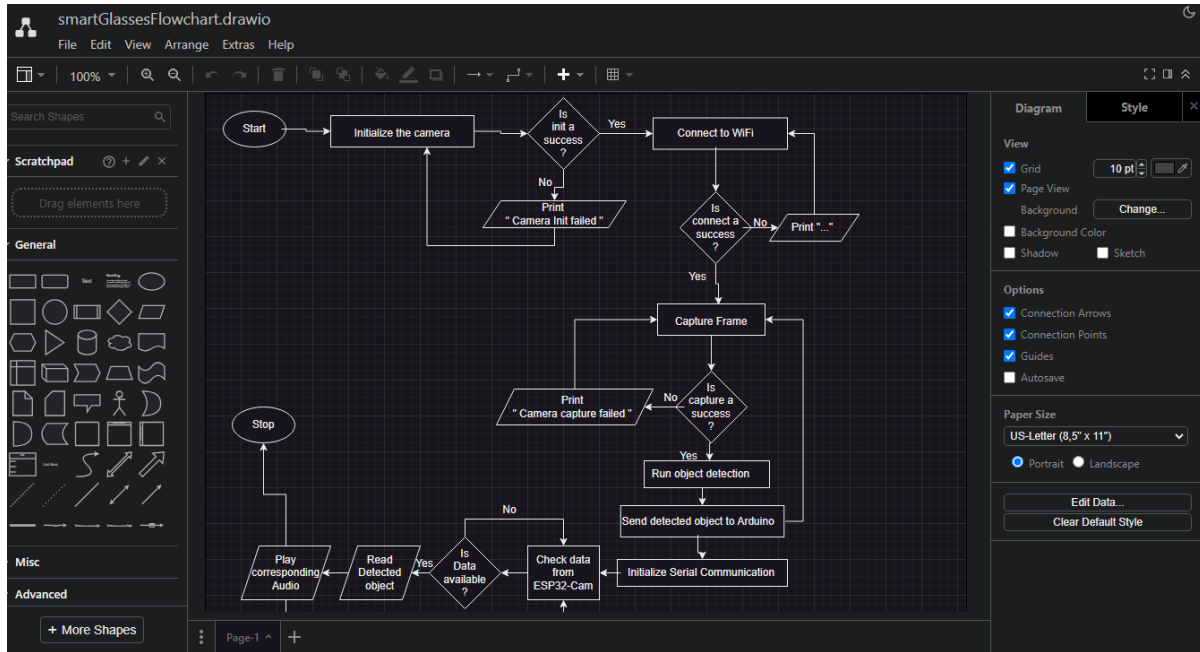 smartGlassesFlowchart.drawio
File Edit View Arrange Extras Help
100%
Search Shapes
Scratchpad
Drag elements here
General
Text
Heading
List Item
Misc
Advanced
+ More Shapes
Start
Initialize the camera
Is
init a
success
?
Yes
Connect to WiFi
No
Print
" Camera Init failed "
Is
connect a
success
?
No
Print "..."
Yes
Capture Frame
Is
capture a
success
?
No
Print
" Camera capture failed "
Yes
Run object detection
Send detected object to Arduino
Initialize Serial Communication
Check data
from
ESP32-Cam
No
Is
Data
available
?
Yes
Read
Detected
object
Play
corresponding
Audio
Stop
Page-1
Diagram
Style
View
Grid
10 pt
Page View
Background
Change...
Background Color
Shadow
Sketch
Options
Connection Arrows
Connection Points
Guides
Autosave
Paper Size
US-Letter (8,5" x 11")
Portrait
Landscape
Edit Data...
Clear Default Style